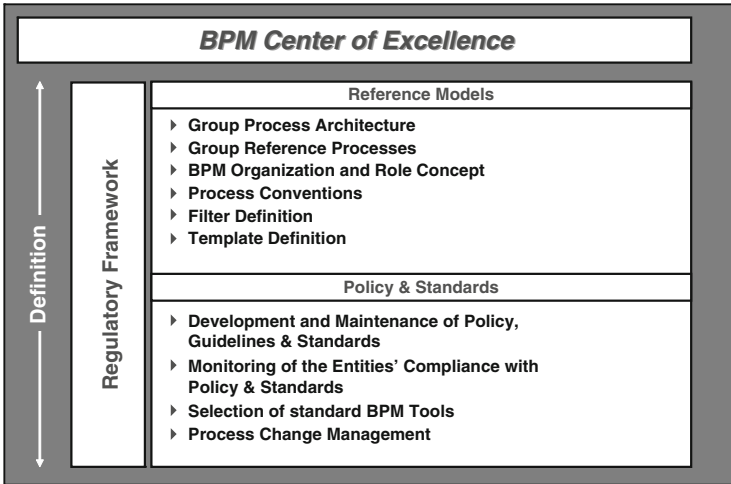 BPM Center of Excellence
Definition
Regulatory Framework
Reference Models
Group Process Architecture
Group Reference Processes
BPM Organization and Role Concept
Process Conventions
Filter Definition
Template Definition
Policy & Standards
Development and Maintenance of Policy,
Guidelines & Standards
Monitoring of the Entities' Compliance with
Policy & Standards
Selection of standard BPM Tools
Process Change Management